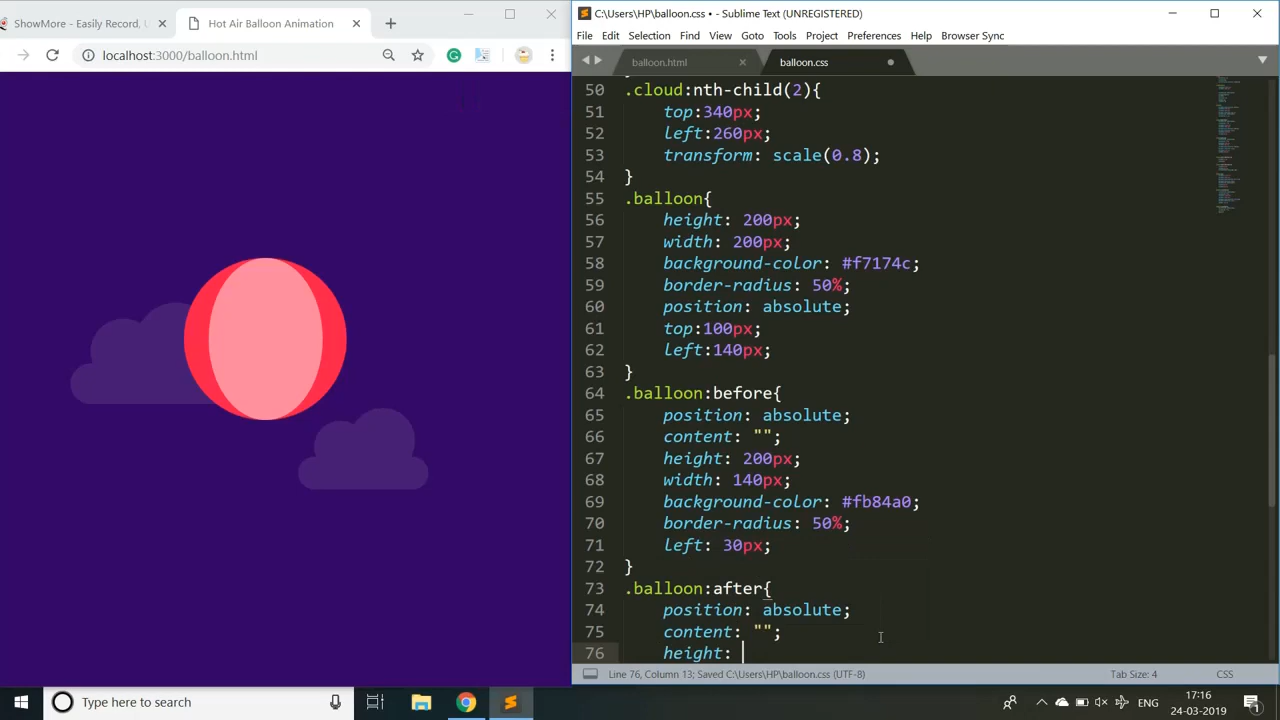 ShowMore - Easily Record,
Hot Air Balloon Animation
localhost:3000/balloon.html
C:\Users\HP\balloon.css • - Sublime Text (UNREGISTERED)
File Edit Selection Find View Goto Tools Project Preferences Help Browser Sync
balloon.html
balloon.css
50 .cloud:nth-child(2){
51 top:340px;
52 left:260px;
53 transform: scale(0.8);
54 }
55 .balloon{
56 height: 200px;
57 width: 200px;
58 background-color: #f7174c;
59 border-radius: 50%;
60 position: absolute;
61 top:100px;
62 left:140px;
63 }
64 .balloon:before{
65 position: absolute;
66 content: "";
67 height: 200px;
68 width: 140px;
69 background-color: #fb84a0;
70 border-radius: 50%;
71 left: 30px;
72 }
73 .balloon:after{
74 position: absolute;
75 content: "";
76 height:
Line 76, Column 13; Saved C:\Users\HP\balloon.css (UTF-8)
Tab Size: 4
CSS
Type here to search
ENG
17:16
24-03-2019
1